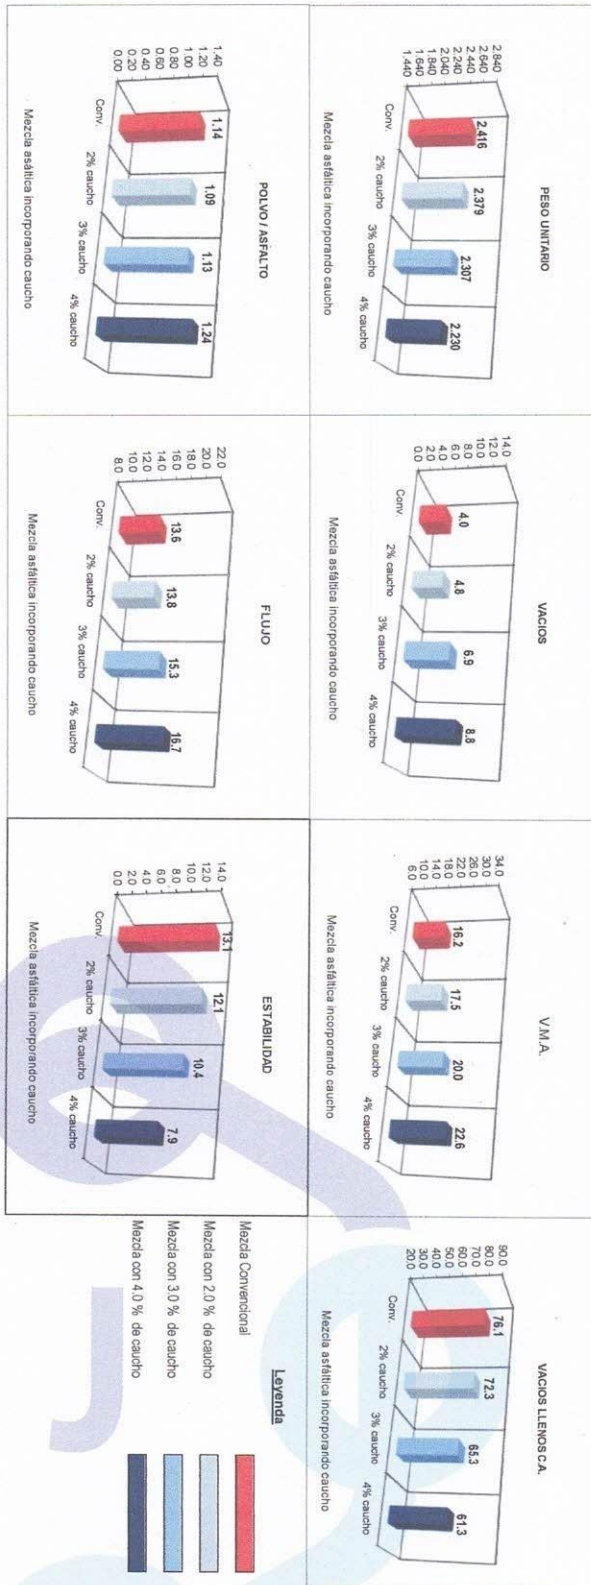 PESO UNITARIO
2.840
2.640
2.440
2.240
2.040
1.840
1.640
1.440
2.416
2.379
2.307
2.230
Conv.
2% caucho
3% caucho
4% caucho
Mezcla asfáltica incorporando caucho
VACIOS
14.0
12.0
10.0
8.0
6.0
4.0
2.0
0.0
4.0
4.8
6.9
8.8
Conv.
2% caucho
3% caucho
4% caucho
Mezcla asfáltica incorporando caucho
V.M.A.
34.0
30.0
26.0
22.0
18.0
14.0
10.0
6.0
16.2
17.5
20.0
22.6
Conv.
2% caucho
3% caucho
4% caucho
Mezcla asfáltica incorporando caucho
VACIOS LLENOS C.A.
90.0
80.0
70.0
60.0
50.0
40.0
30.0
20.0
76.1
72.3
65.3
61.3
Conv.
2% caucho
3% caucho
4% caucho
Mezcla asfáltica incorporando caucho
POLVO / ASFALTO
1.40
1.20
1.00
0.80
0.60
0.40
0.20
0.00
1.14
1.09
1.13
1.24
Conv.
2% caucho
3% caucho
4% caucho
Mezcla asfáltica incorporando caucho
FLUJO
22.0
20.0
18.0
16.0
14.0
12.0
10.0
8.0
13.6
13.8
15.3
16.7
Conv.
2% caucho
3% caucho
4% caucho
Mezcla asfáltica incorporando caucho
ESTABILIDAD
14.0
12.0
10.0
8.0
6.0
4.0
2.0
0.0
13.1
12.1
10.4
7.9
Conv.
2% caucho
3% caucho
4% caucho
Mezcla asfáltica incorporando caucho
Leyenda
Mezcla Convencional
Mezcla con 2.0 % de caucho
Mezcla con 3.0 % de caucho
Mezcla con 4.0 % de caucho